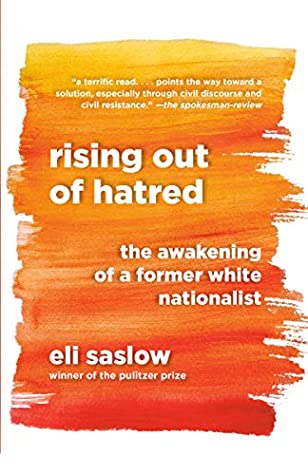 "a terrific read. . . . points the way toward a
solution, especially through civil discourse and
civil resistance." —the spokesman-review
rising out
of hatred
the awakening
of a former white
nationalist
eli saslow
winner of the pulitzer prize